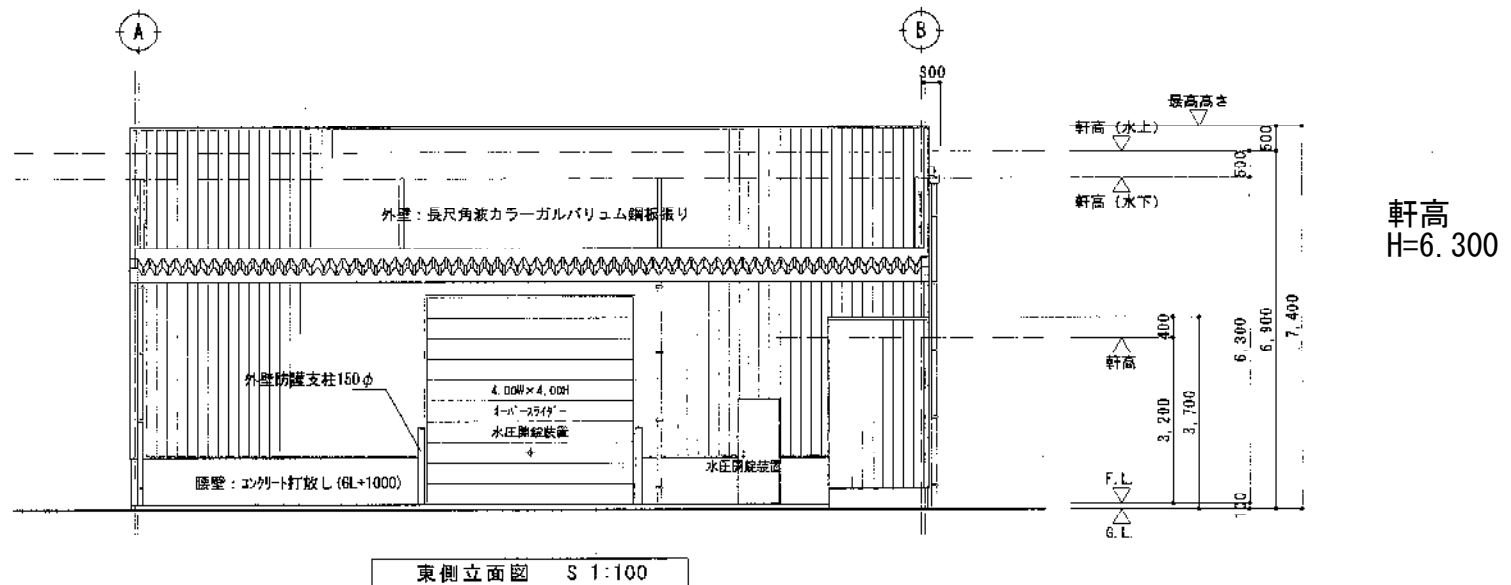 A
B
300
最高高さ
軒高 (水上)
500
500
軒高 (水下)
外壁：長尺角波カラーガルバリュム鋼板張り
軒高
H=6.300
400
6,300
6,900
7,400
軒高
外壁防護支柱150φ
4.00W×4.00H
オーバースライダー
水圧開錠装置
3,200
3,700
水圧開錠装置
腰壁：コンクリート打放し(GL+1000)
F.L.
100
G.L.
東側立面図 S 1:100